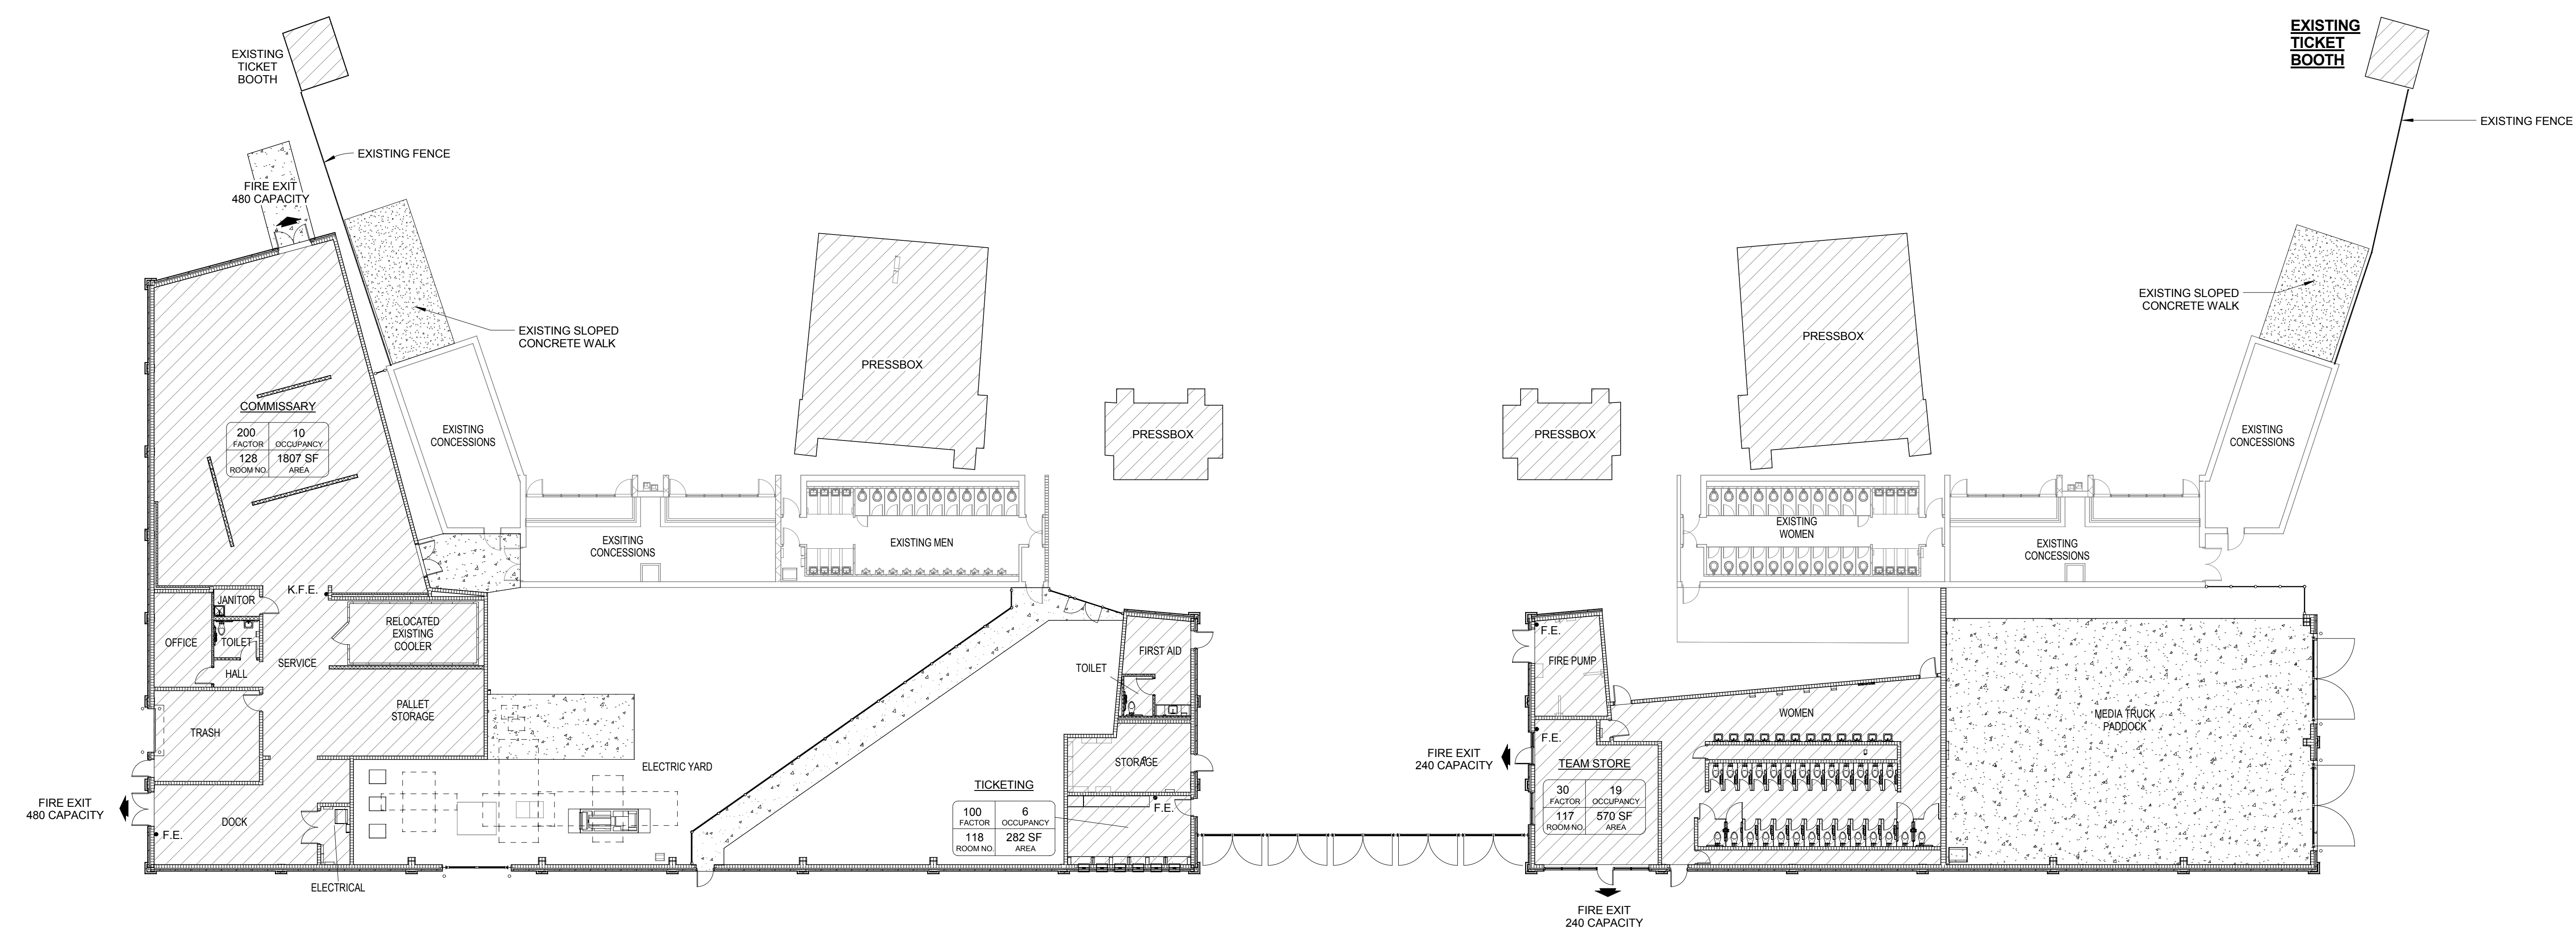 EXISTING
TICKET
BOOTH
EXISTING
TICKET
BOOTH
EXISTING FENCE
EXISTING FENCE
FIRE EXIT
480 CAPACITY
EXISTING SLOPED
CONCRETE WALK
EXISTING SLOPED
CONCRETE WALK
PRESSBOX
PRESSBOX
PRESSBOX
PRESSBOX
COMMISSARY
200
FACTOR
10
OCCUPANCY
128
ROOM NO.
1807 SF
AREA
EXISTING
CONCESSIONS
EXISTING
CONCESSIONS
EXSITING
CONCESSIONS
EXISTING MEN
EXISTING
WOMEN
EXISTING
CONCESSIONS
K.F.E.
JANITOR
OFFICE
TOILET
HALL
SERVICE
RELOCATED
EXISTING
COOLER
PALLET
STORAGE
TRASH
FIRE EXIT
480 CAPACITY
F.E.
DOCK
ELECTRICAL
ELECTRIC YARD
TICKETING
100
FACTOR
6
OCCUPANCY
118
ROOM NO.
282 SF
AREA
FIRST AID
TOILET
STORAGE
F.E.
F.E.
FIRE PUMP
F.E.
FIRE EXIT
240 CAPACITY
TEAM STORE
30
FACTOR
19
OCCUPANCY
117
ROOM NO.
570 SF
AREA
WOMEN
MEDIA TRUCK
PADDOCK
FIRE EXIT
240 CAPACITY